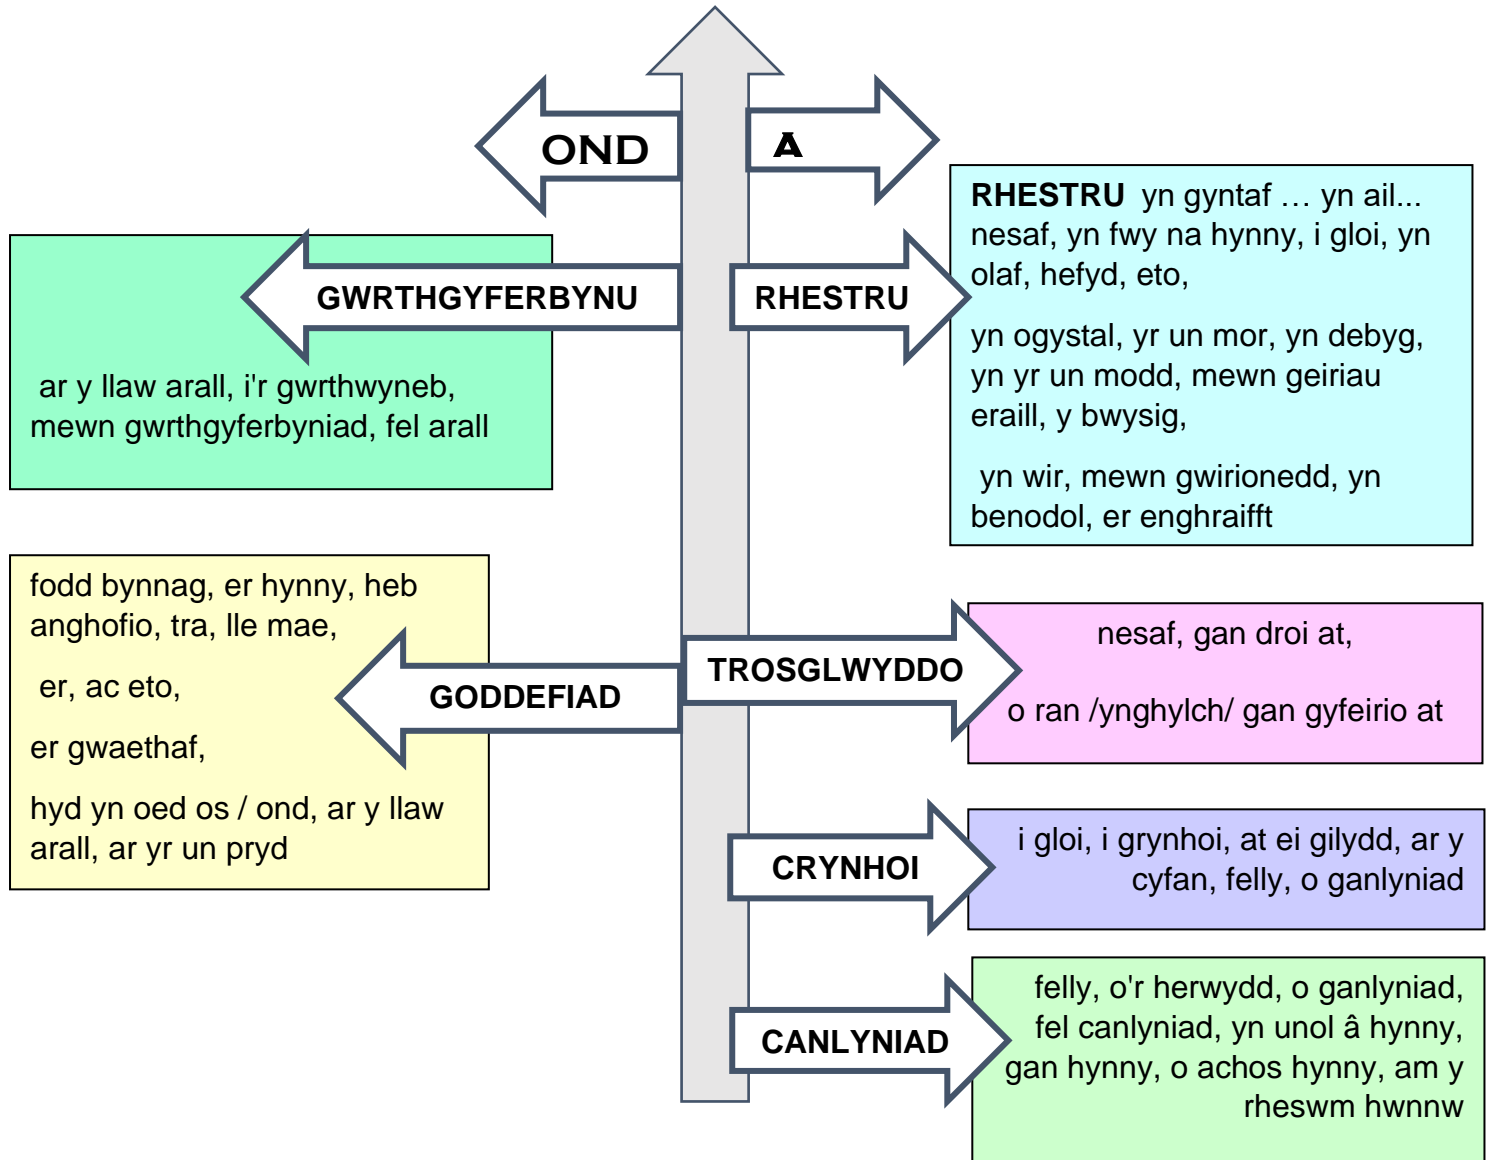 OND
A
RHESTRU yn gyntaf … yn ail...
nesaf, yn fwy na hynny, i gloi, yn
olaf, hefyd, eto,
yn ogystal, yr un mor, yn debyg,
yn yr un modd, mewn geiriau
eraill, y bwysig,
yn wir, mewn gwirionedd, yn
benodol, er enghraifft
GWRTHGYFERBYNU
RHESTRU
ar y llaw arall, i'r gwrthwyneb,
mewn gwrthgyferbyniad, fel arall
fodd bynnag, er hynny, heb
anghofio, tra, lle mae,
er, ac eto,
er gwaethaf,
hyd yn oed os / ond, ar y llaw
arall, ar yr un pryd
GODDEFIAD
TROSGLWYDDO
nesaf, gan droi at,
o ran /ynghylch/ gan gyfeirio at
CRYNHOI
i gloi, i grynhoi, at ei gilydd, ar y
cyfan, felly, o ganlyniad
CANLYNIAD
felly, o'r herwydd, o ganlyniad,
fel canlyniad, yn unol â hynny,
gan hynny, o achos hynny, am y
rheswm hwnnw